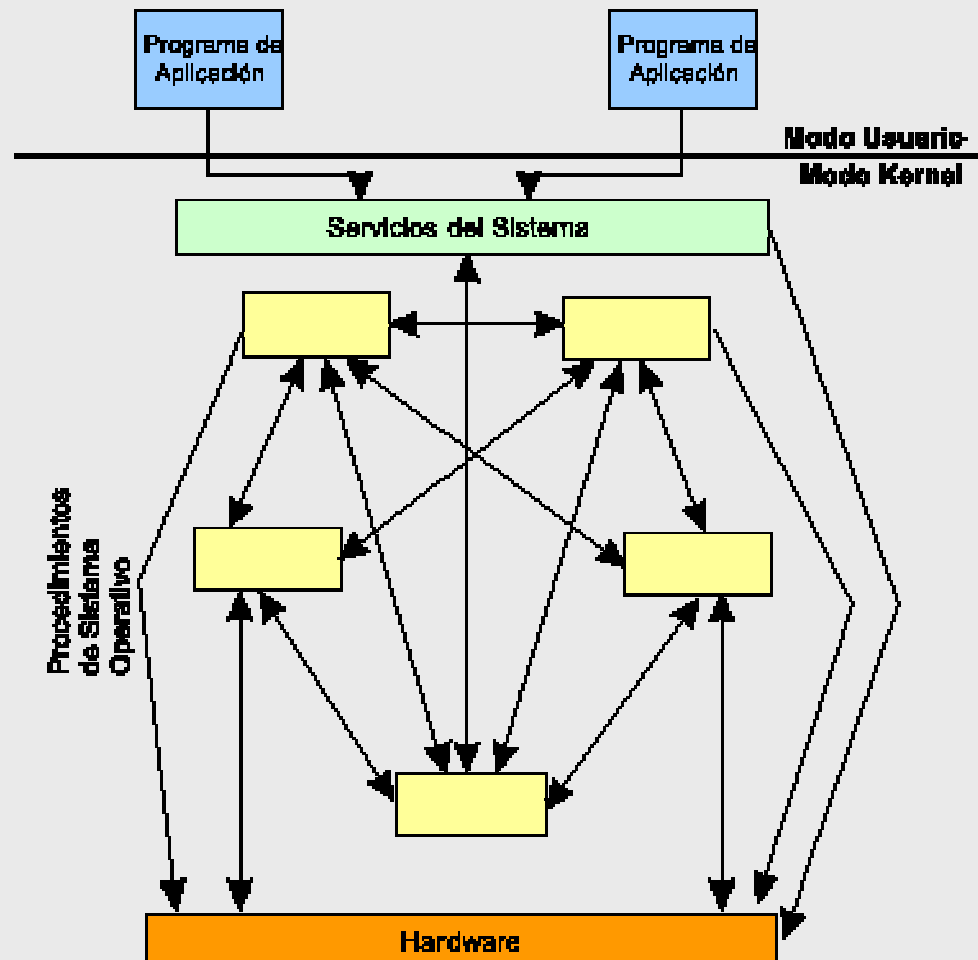 Programa de
Aplicación
Programa de
Aplicación
Modo Usuario
Modo Kernel
Servicios del Sistema
Procedimientos
de Sistema
Operativo
Hardware